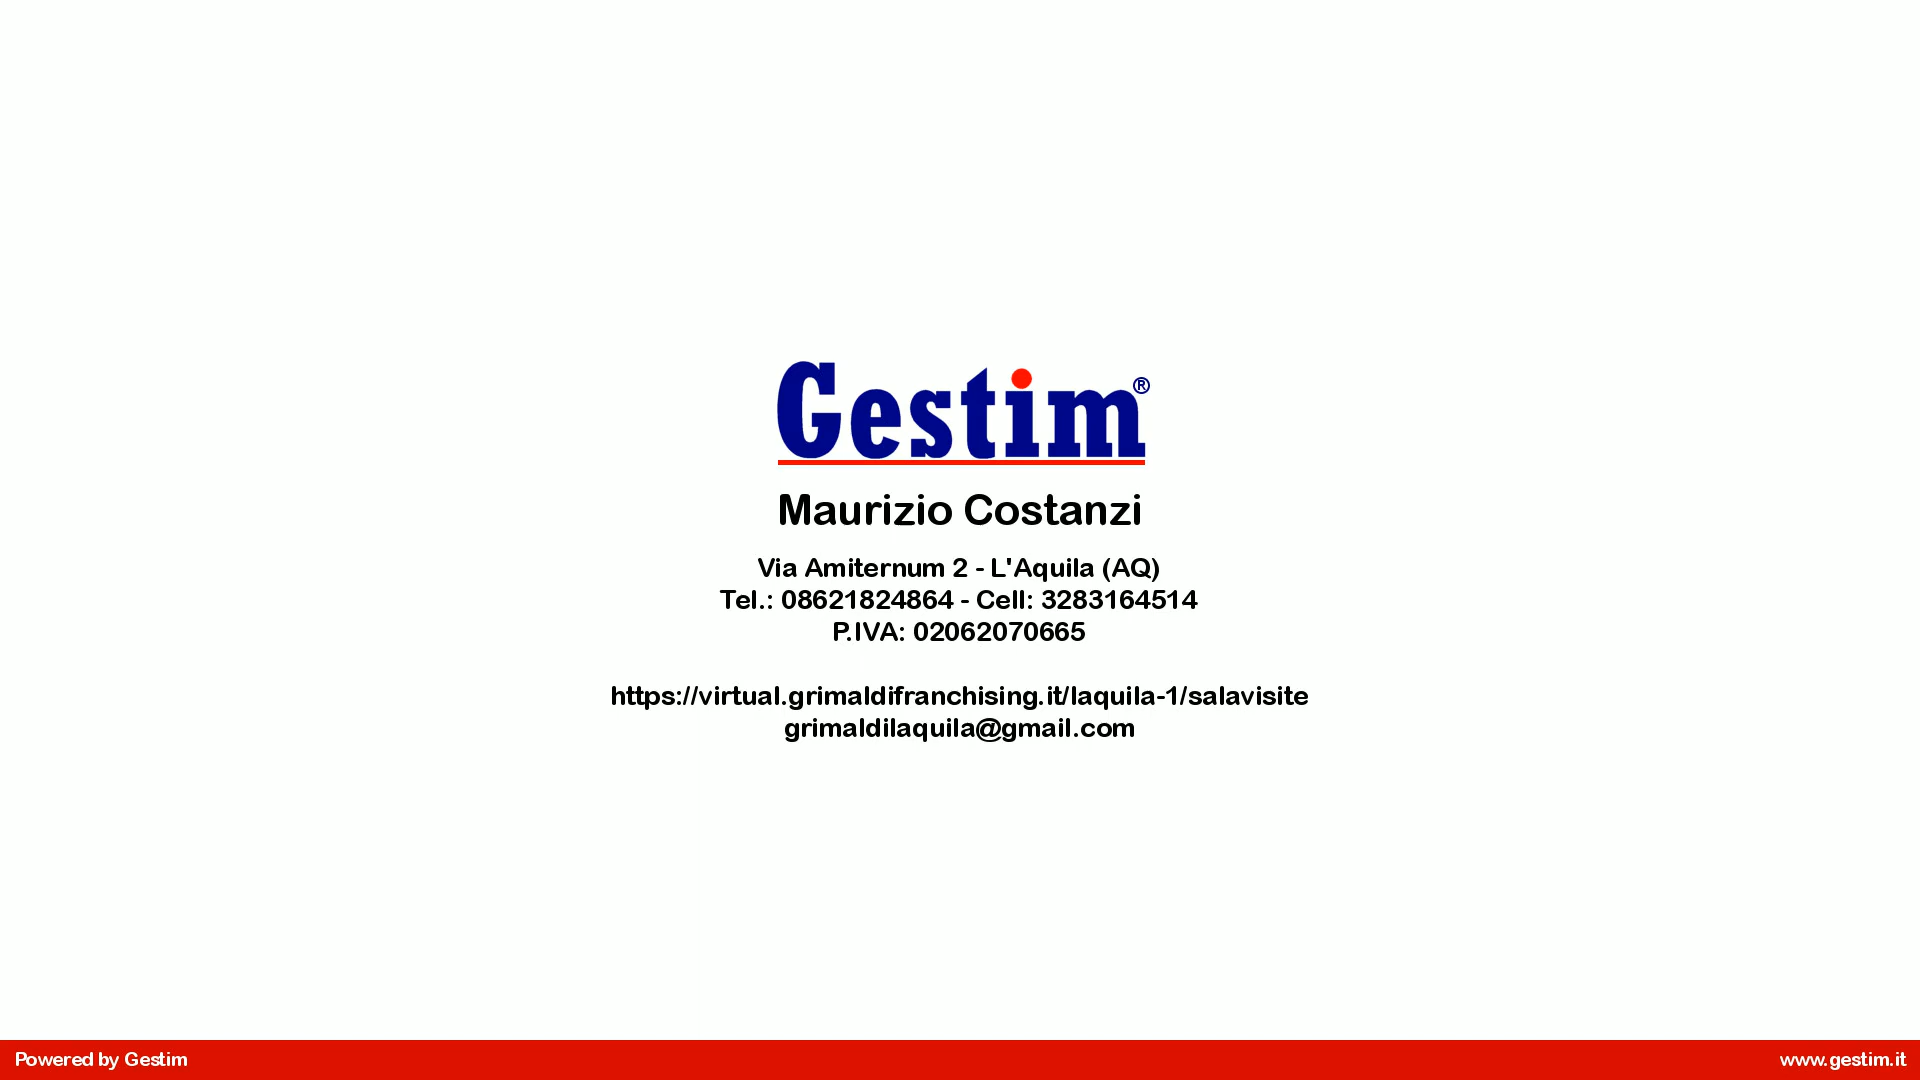 Gestim®
Maurizio Costanzi
Via Amiternum 2 - L'Aquila (AQ)
Tel.: 08621824864 - Cell: 3283164514
P.IVA: 02062070665
https://virtual.grimaldifranchising.it/laquila-1/salavisite
grimaldilaquila@gmail.com
Powered by Gestim
www.gestim.it